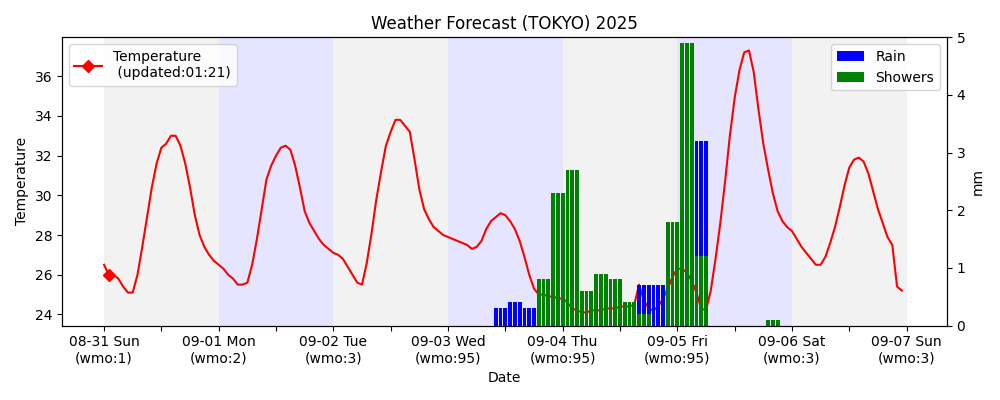 Weather Forecast (TOKYO) 2025
Temperature
(updated:01:21)
Rain
Showers
Temperature
36
34
32
30
28
26
24
5
4
3
2
1
0
mm
08-31 Sun
(wmo:1)
09-01 Mon
(wmo:2)
09-02 Tue
(wmo:3)
09-03 Wed
(wmo:95)
09-04 Thu
(wmo:95)
09-05 Fri
(wmo:95)
09-06 Sat
(wmo:3)
09-07 Sun
(wmo:3)
Date